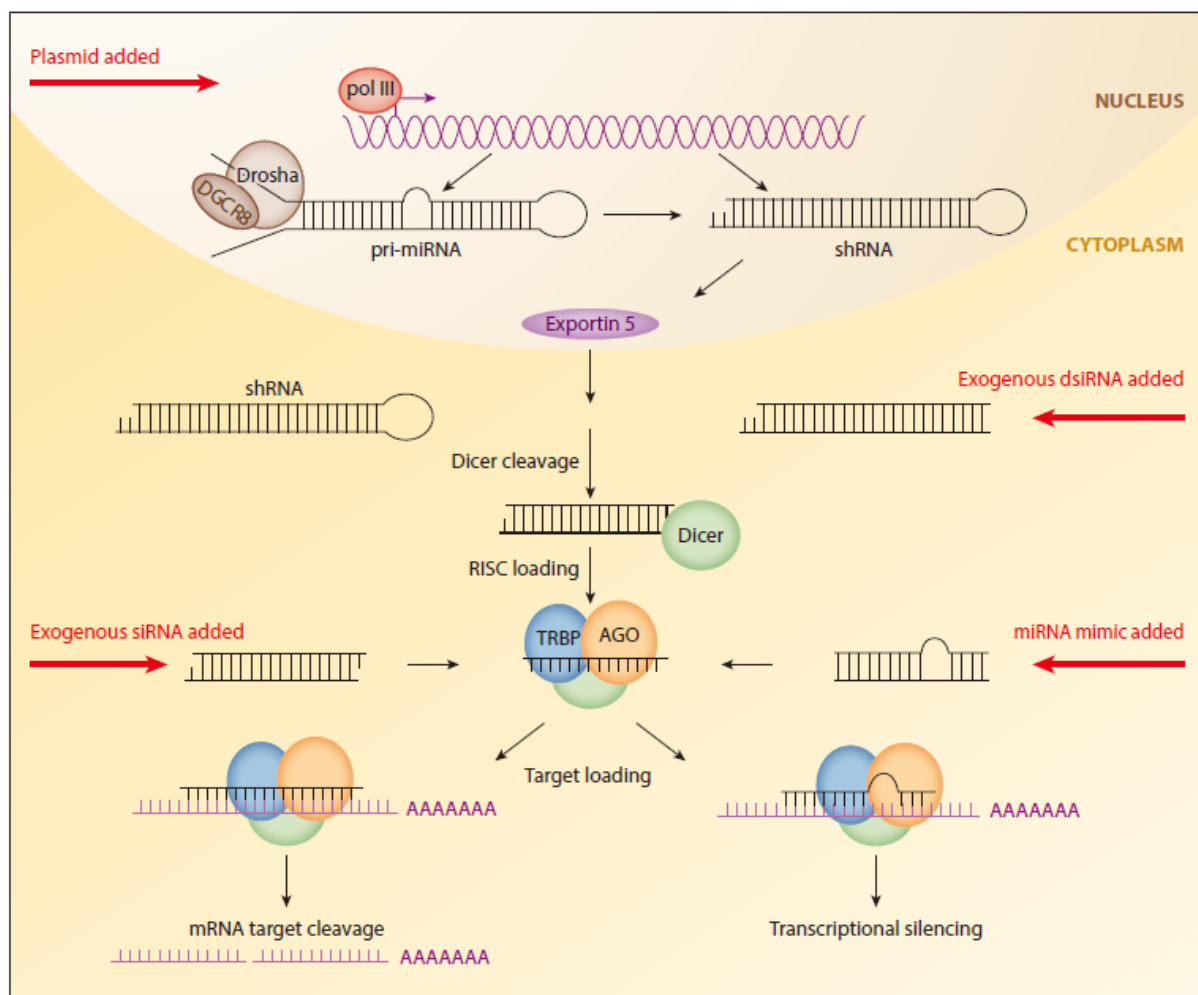 Plasmid added
pol III
NUCLEUS
Drosha
DGCR8
pri-miRNA
shRNA
CYTOPLASM
Exportin 5
shRNA
Exogenous dsiRNA added
Dicer cleavage
Dicer
RISC loading
Exogenous siRNA added
TRBP
AGO
miRNA mimic added
Target loading
AAAAAAA
AAAAAAA
mRNA target cleavage
Transcriptional silencing
AAAAAAA